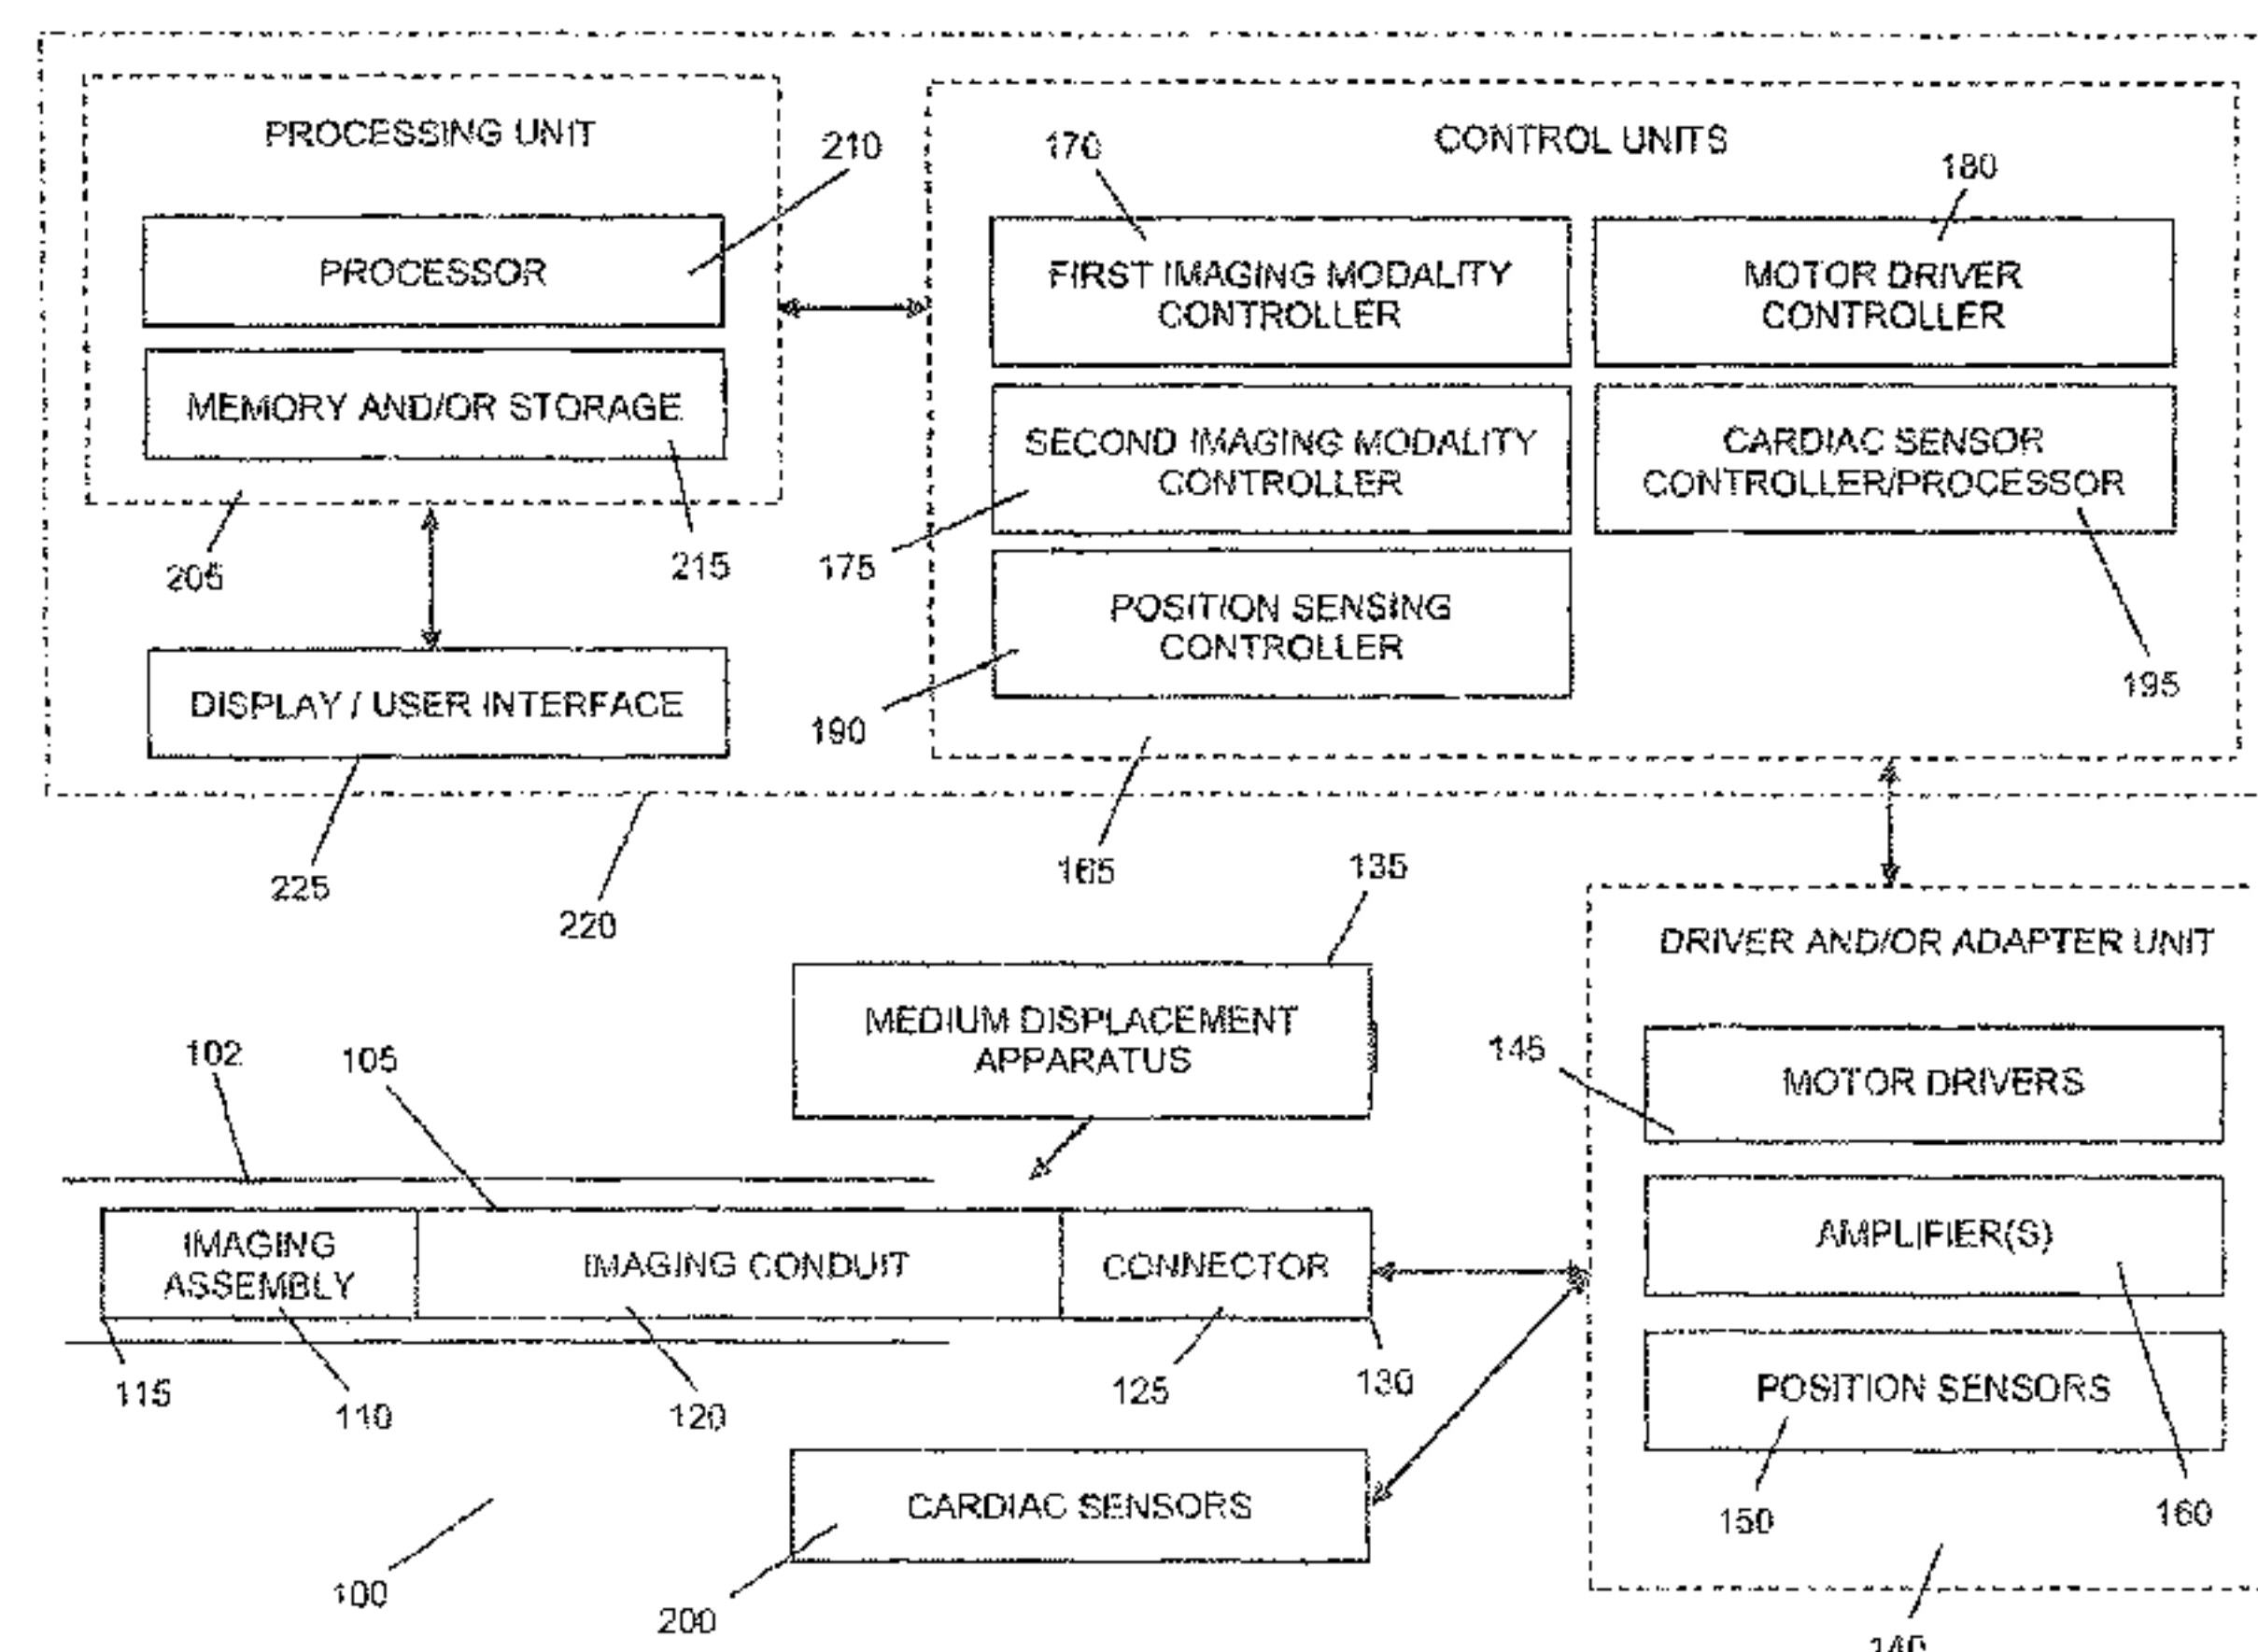 PROCESSING UNIT
210
PROCESSOR
MEMORY AND/OR STORAGE
205
215
DISPLAY / USER INTERFACE
225
220
CONTROL UNITS
170
180
FIRST IMAGING MODALITY
CONTROLLER
MOTOR DRIVER
CONTROLLER
SECOND IMAGING MODALITY
CONTROLLER
CARDIAC SENSOR
CONTROLLER/PROCESSOR
175
POSITION SENSING
CONTROLLER
190
195
165
135
MEDIUM DISPLACEMENT
APPARATUS
102
105
IMAGING
ASSEMBLY
IMAGING CONDUIT
CONNECTOR
115
110
120
125
130
CARDIAC SENSORS
100
200
DRIVER AND/OR ADAPTER UNIT
145
MOTOR DRIVERS
AMPLIFIER(S)
POSITION SENSORS
150
160
140